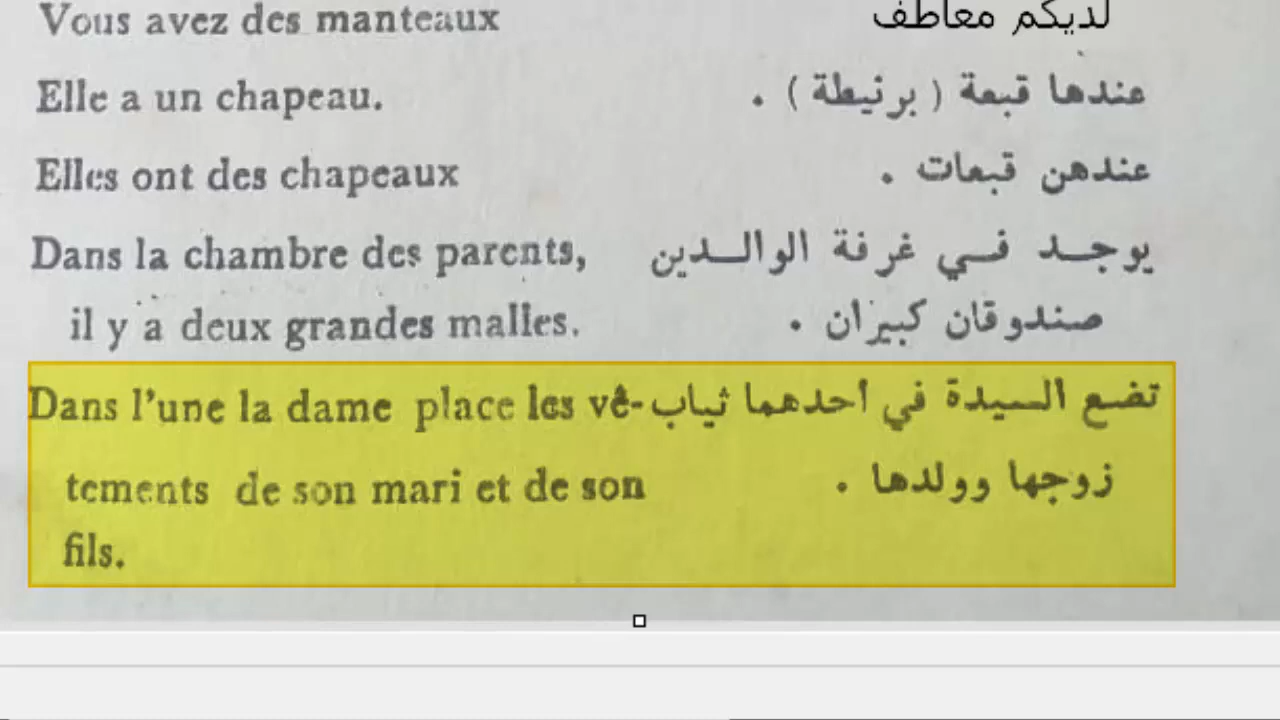 Vous avez des manteaux لديكم معاطف
Elle a un chapeau. عندها قبعة ( برنيطة ) .
Elles ont des chapeaux عندهن قبعات .
Dans la chambre des parents, يوجد في غرفة الوالدين
il y a deux grandes malles. صندوقان كبيران .
Dans l'une la dame place les vê- تضع السيدة في احدهما ثياب
tements de son mari et de son زوجها وولدها .
fils.